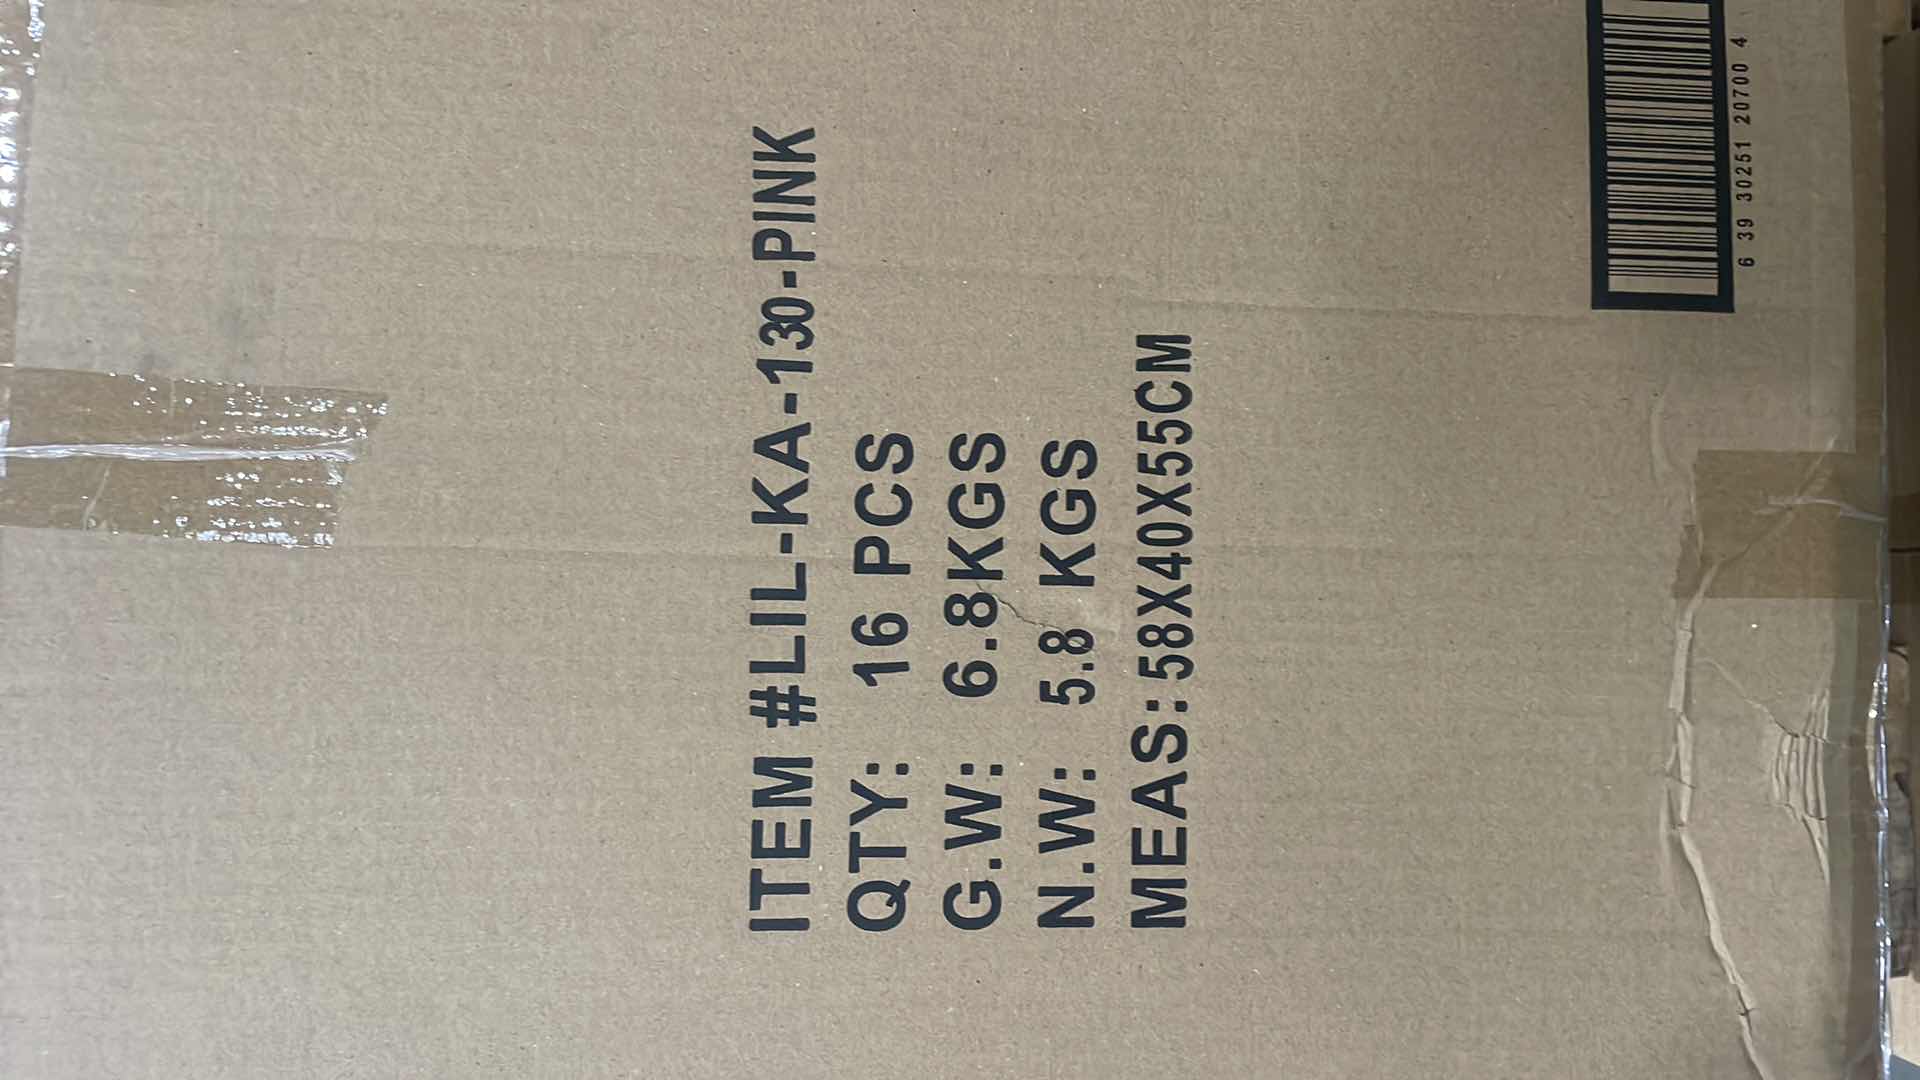 ITEM #LIL-KA-130-PINK
QTY: 16 PCS
G.W: 6.8KGS
N.W: 5.8 KGS
MEAS:58X40X55CM
6 39 30251 20700 4